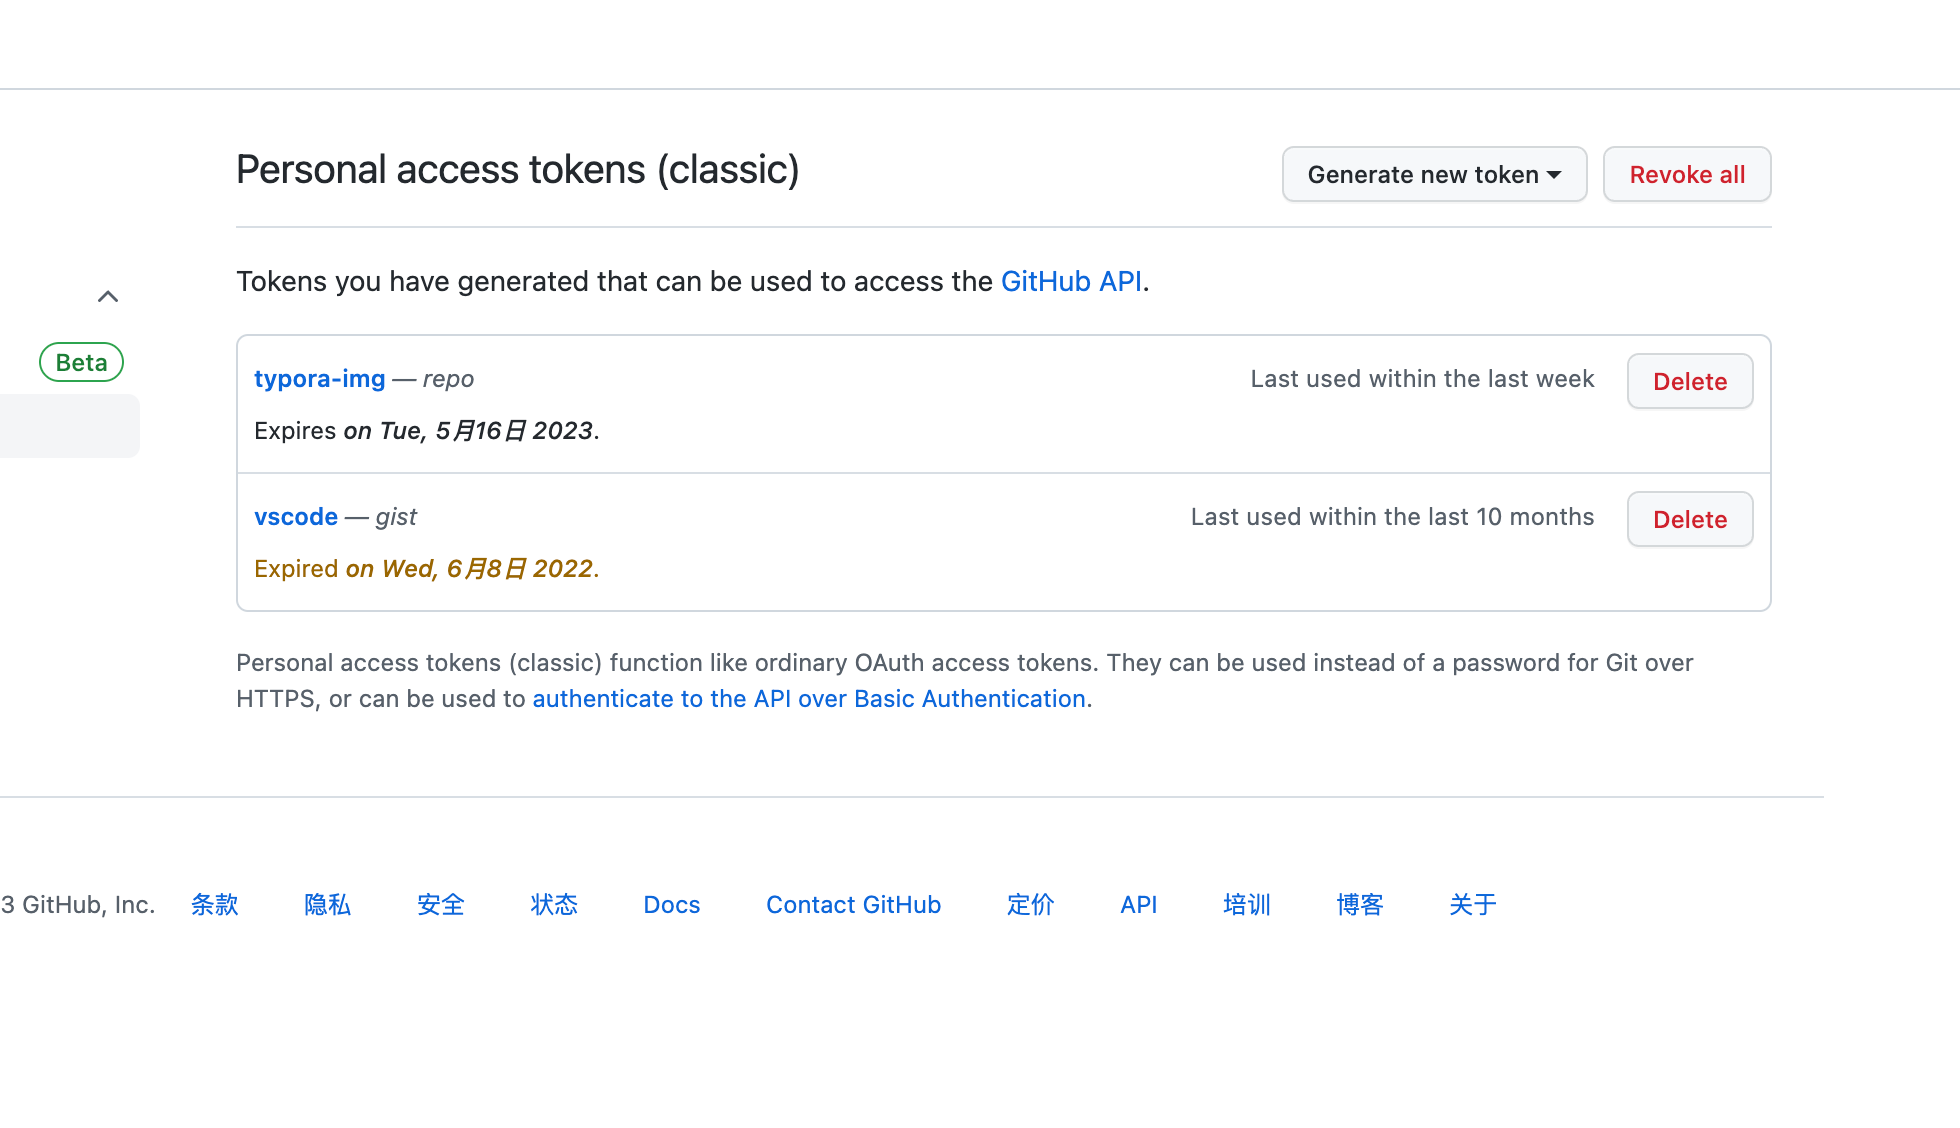 Personal access tokens (classic)
Generate new token
Revoke all
Tokens you have generated that can be used to access the GitHub API.
Beta
typora-img — repo
Last used within the last week
Delete
Expires on Tue, 5月16日 2023.
vscode — gist
Last used within the last 10 months
Delete
Expired on Wed, 6月8日 2022.
Personal access tokens (classic) function like ordinary OAuth access tokens. They can be used instead of a password for Git over
HTTPS, or can be used to authenticate to the API over Basic Authentication.
3 GitHub, Inc. 条款 隐私 安全 状态 Docs Contact GitHub 定价 API 培训 博客 关于